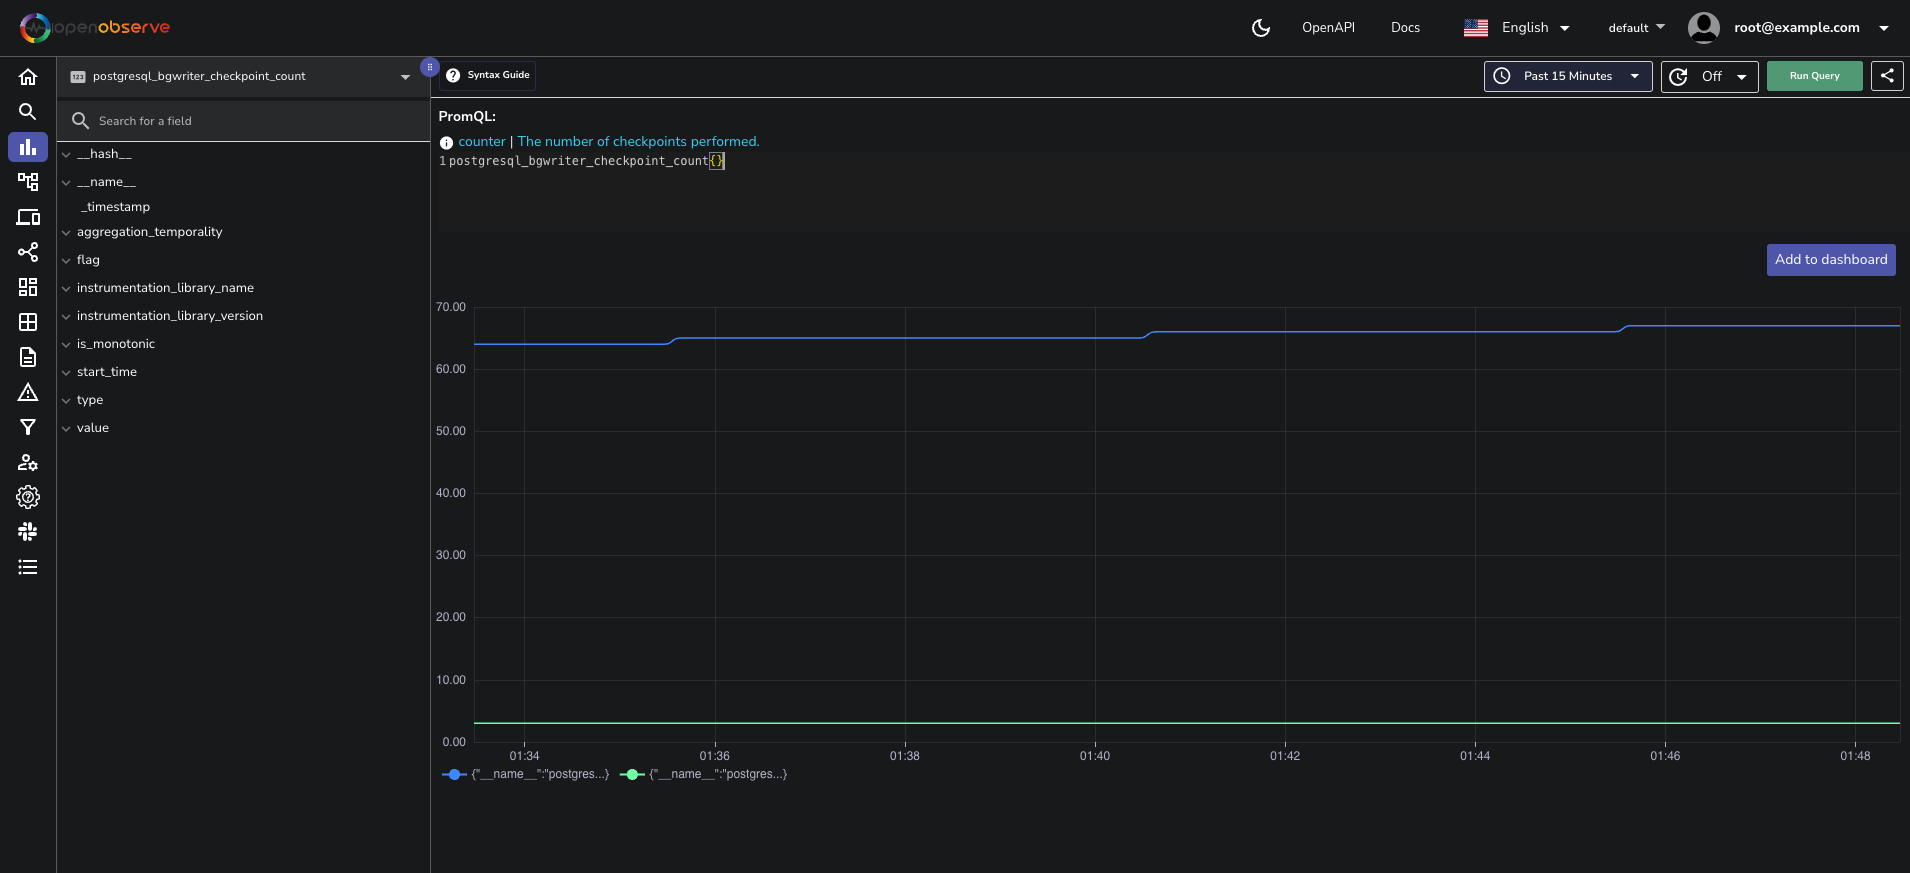 openobserve
OpenAPI
Docs
English
default
root@example.com
123 postgresql_bgwriter_checkpoint_count
Syntax Guide
Past 15 Minutes
Off
Run Query
Search for a field
__hash__
__name__
_timestamp
aggregation_temporality
flag
instrumentation_library_name
instrumentation_library_version
is_monotonic
start_time
type
value
PromQL:
counter | The number of checkpoints performed.
1 postgresql_bgwriter_checkpoint_count{}
Add to dashboard
70.00
60.00
50.00
40.00
30.00
20.00
10.00
0.00
01:34 01:36 01:38 01:40 01:42 01:44 01:46 01:48
{"__name__":"postgres...} {"__name__":"postgres...}